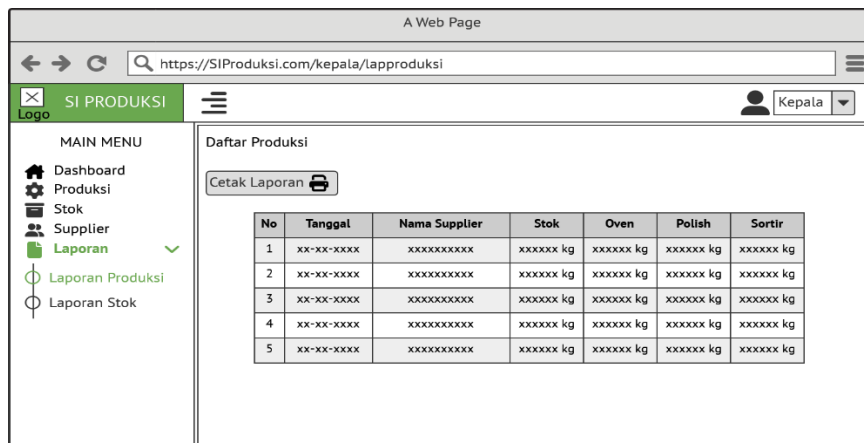 A Web Page
https://SIProduksi.com/kepala/lapproduksi
Logo
SI PRODUKSI
Kepala
MAIN MENU
Dashboard
Produksi
Stok
Supplier
Laporan
Laporan Produksi
Laporan Stok
Daftar Produksi
Cetak Laporan
No Tanggal Nama Supplier Stok Oven Polish Sortir
1 xx-xx-xxxx xxxxxxxxxx xxxxxx kg xxxxxx kg xxxxxx kg xxxxxx kg
2 xx-xx-xxxx xxxxxxxxxx xxxxxx kg xxxxxx kg xxxxxx kg xxxxxx kg
3 xx-xx-xxxx xxxxxxxxxx xxxxxx kg xxxxxx kg xxxxxx kg xxxxxx kg
4 xx-xx-xxxx xxxxxxxxxx xxxxxx kg xxxxxx kg xxxxxx kg xxxxxx kg
5 xx-xx-xxxx xxxxxxxxxx xxxxxx kg xxxxxx kg xxxxxx kg xxxxxx kg